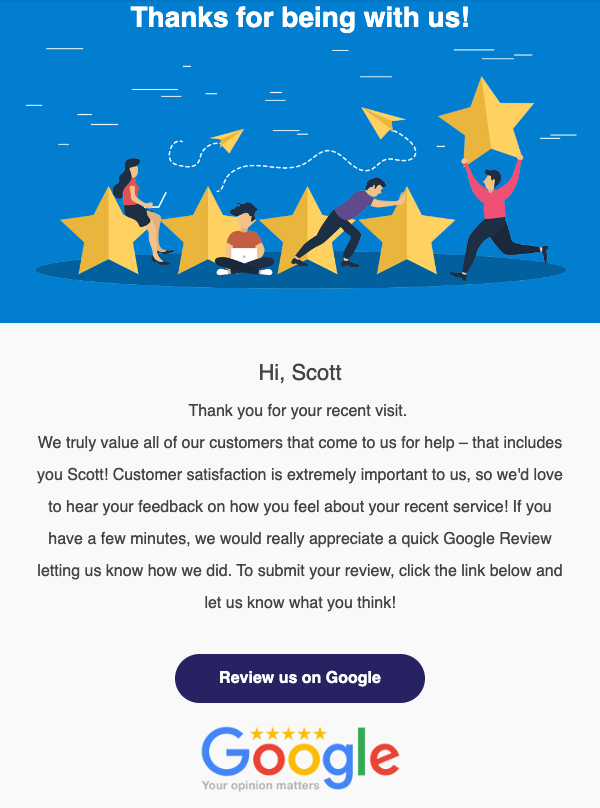 Thanks for being with us!
Hi, Scott
Thank you for your recent visit.
We truly value all of our customers that come to us for help – that includes
you Scott! Customer satisfaction is extremely important to us, so we'd love
to hear your feedback on how you feel about your recent service! If you
have a few minutes, we would really appreciate a quick Google Review
letting us know how we did. To submit your review, click the link below and
let us know what you think!
Review us on Google
Google
Your opinion matters